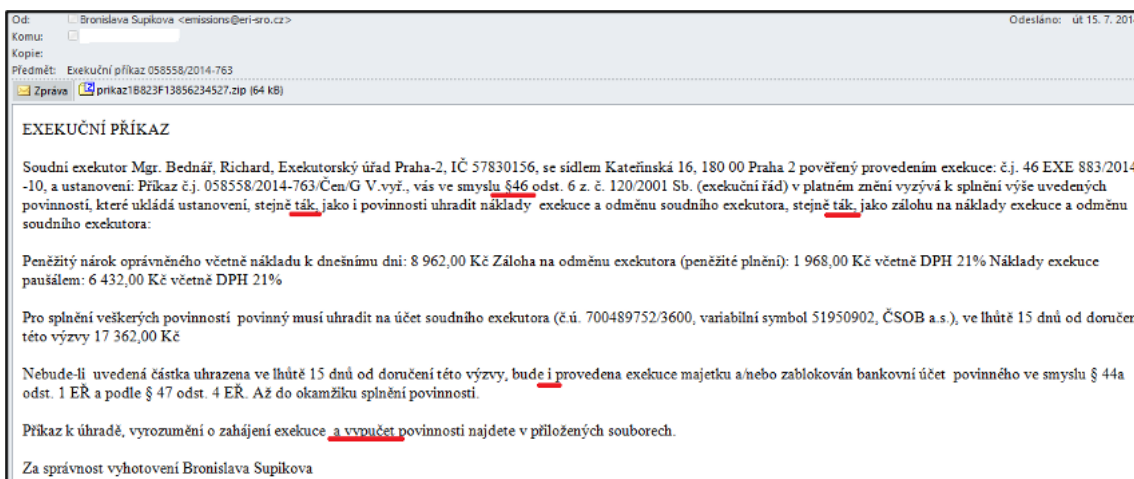 Od: Bronislava Supikova <emissions@eri-sro.cz> Odesláno: út 15. 7. 2014
Komu:
Kopie:
Předmět: Exekuční příkaz 058558/2014-763
Zpráva prikaz1B823F13856234527.zip (64 kB)
EXEKUČNÍ PŘÍKAZ
Soudní exekutor Mgr. Bednář, Richard, Exekutorský úřad Praha-2, IČ 57830156, se sídlem Kateřinská 16, 180 00 Praha 2 pověřený provedením exekuce: č.j. 46 EXE 883/2014
-10, a ustanovení: Příkaz č.j. 058558/2014-763/Čen/G V.vyř., vás ve smyslu §46 odst. 6 z. č. 120/2001 Sb. (exekuční řád) v platném znění vyzývá k splnění výše uvedených
povinností, které ukládá ustanovení, stejně ták, jako i povinnosti uhradit náklady exekuce a odměnu soudního exekutora, stejně ták, jako zálohu na náklady exekuce a odměnu
soudního exekutora:
Peněžitý nárok oprávněného včetně nákladu k dnešnímu dni: 8 962,00 Kč Záloha na odměnu exekutora (peněžité plnění): 1 968,00 Kč včetně DPH 21% Náklady exekuce
paušálem: 6 432,00 Kč včetně DPH 21%
Pro splnění veškerých povinností povinný musí uhradit na účet soudního exekutora (č.ú. 700489752/3600, variabilní symbol 51950902, ČSOB a.s.), ve lhůtě 15 dnů od doručen
této výzvy 17 362,00 Kč
Nebude-li uvedená částka uhrazena ve lhůtě 15 dnů od doručení této výzvy, bude i provedena exekuce majetku a/nebo zablokován bankovní účet povinného ve smyslu § 44a
odst. 1 EŘ a podle § 47 odst. 4 EŘ. Až do okamžiku splnění povinnosti.
Příkaz k úhradě, vyrozumění o zahájení exekuce a vypučet povinnosti najdete v přiložených souborech.
Za správnost vyhotovení Bronislava Supikova